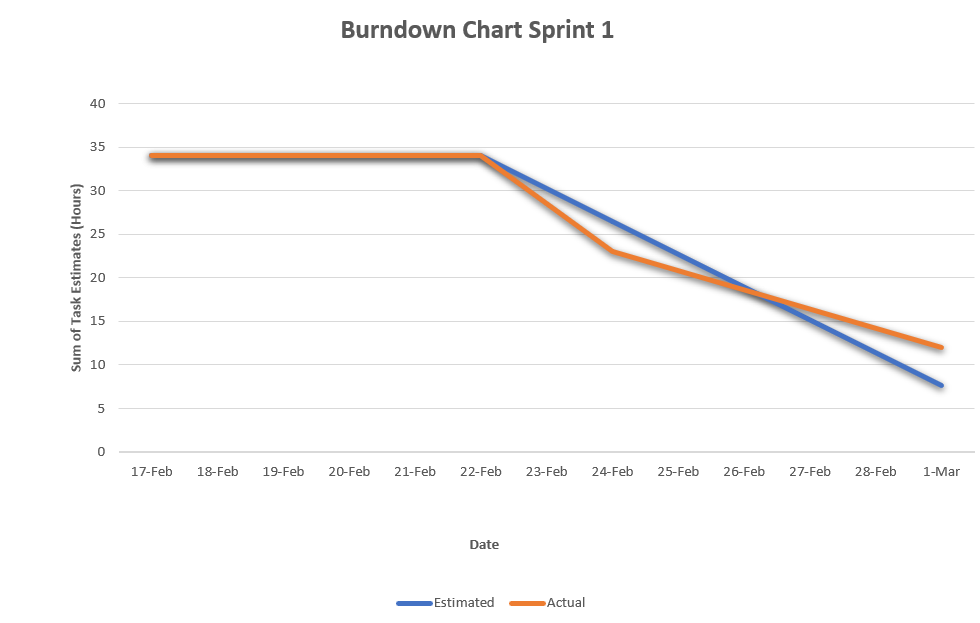 Burndown Chart Sprint 1
40
35
30
25
20
15
10
5
0
Sum of Task Estimates (Hours)
17-Feb 18-Feb 19-Feb 20-Feb 21-Feb 22-Feb 23-Feb 24-Feb 25-Feb 26-Feb 27-Feb 28-Feb 1-Mar
Date
Estimated Actual